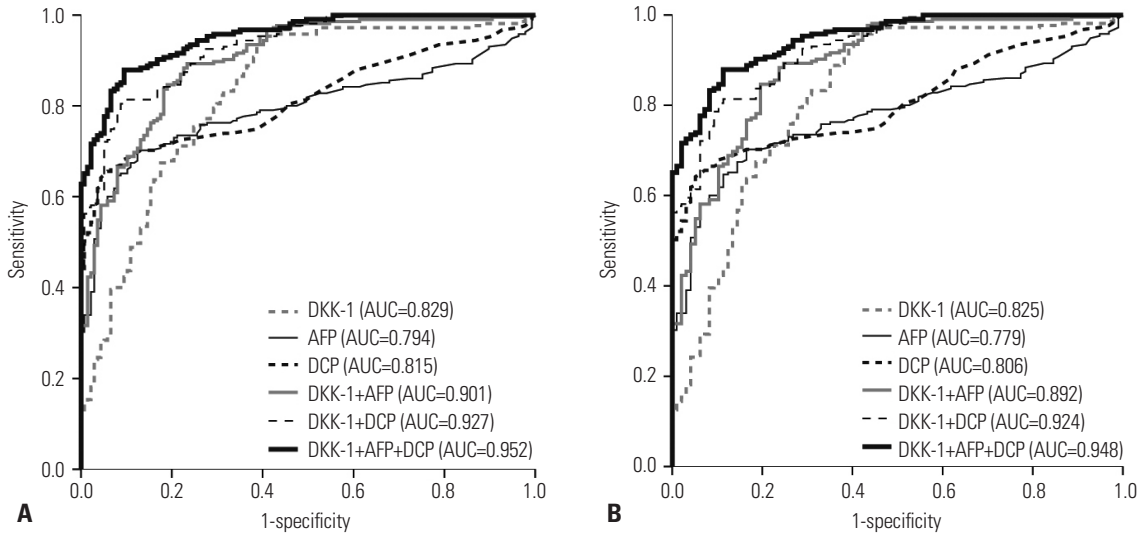 1.0
0.8
0.6
0.4
0.2
0.0
Sensitivity
DKK-1 (AUC=0.829)
AFP (AUC=0.794)
DCP (AUC=0.815)
DKK-1+AFP (AUC=0.901)
DKK-1+DCP (AUC=0.927)
DKK-1+AFP+DCP (AUC=0.952)
0.0 0.2 0.4 0.6 0.8 1.0
1-specificity
A
1.0
0.8
0.6
0.4
0.2
0.0
Sensitivity
DKK-1 (AUC=0.825)
AFP (AUC=0.779)
DCP (AUC=0.806)
DKK-1+AFP (AUC=0.892)
DKK-1+DCP (AUC=0.924)
DKK-1+AFP+DCP (AUC=0.948)
0.0 0.2 0.4 0.6 0.8 1.0
1-specificity
B